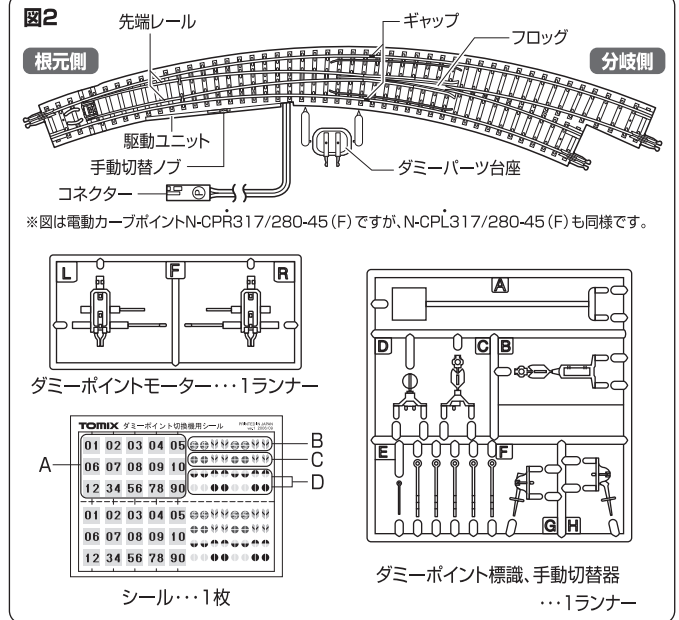 図2
先端レール
ギャップ
フロッグ
根元側
分岐側
駆動ユニット
手動切替ノブ
ダミーパーツ台座
コネクター
P
※図は電動カーブポイントN-CPR317/280-45(F)ですが、N-CPL317/280-45(F)も同様です。
L F R
ダミーポイントモーター・・・1ランナー
A
D C B
E F
G H
ダミーポイント標識、手動切替器
・・・1ランナー
TOMIX ダミーポイント切換機用シール PRINTED IN JAPAN
01 02 03 04 05
06 07 08 09 10
12 34 56 78 90
01 02 03 04 05
06 07 08 09 10
12 34 56 78 90
A
B
C
D
シール・・・1枚